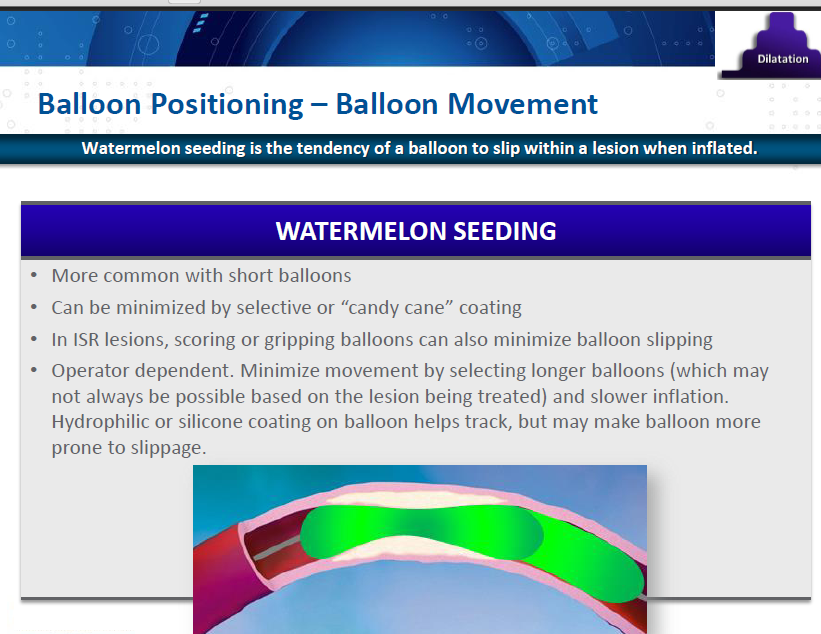 Dilatation
Balloon Positioning – Balloon Movement
Watermelon seeding is the tendency of a balloon to slip within a lesion when inflated.
WATERMELON SEEDING
• More common with short balloons
• Can be minimized by selective or “candy cane” coating
• In ISR lesions, scoring or gripping balloons can also minimize balloon slipping
• Operator dependent. Minimize movement by selecting longer balloons (which may
not always be possible based on the lesion being treated) and slower inflation.
Hydrophilic or silicone coating on balloon helps track, but may make balloon more
prone to slippage.